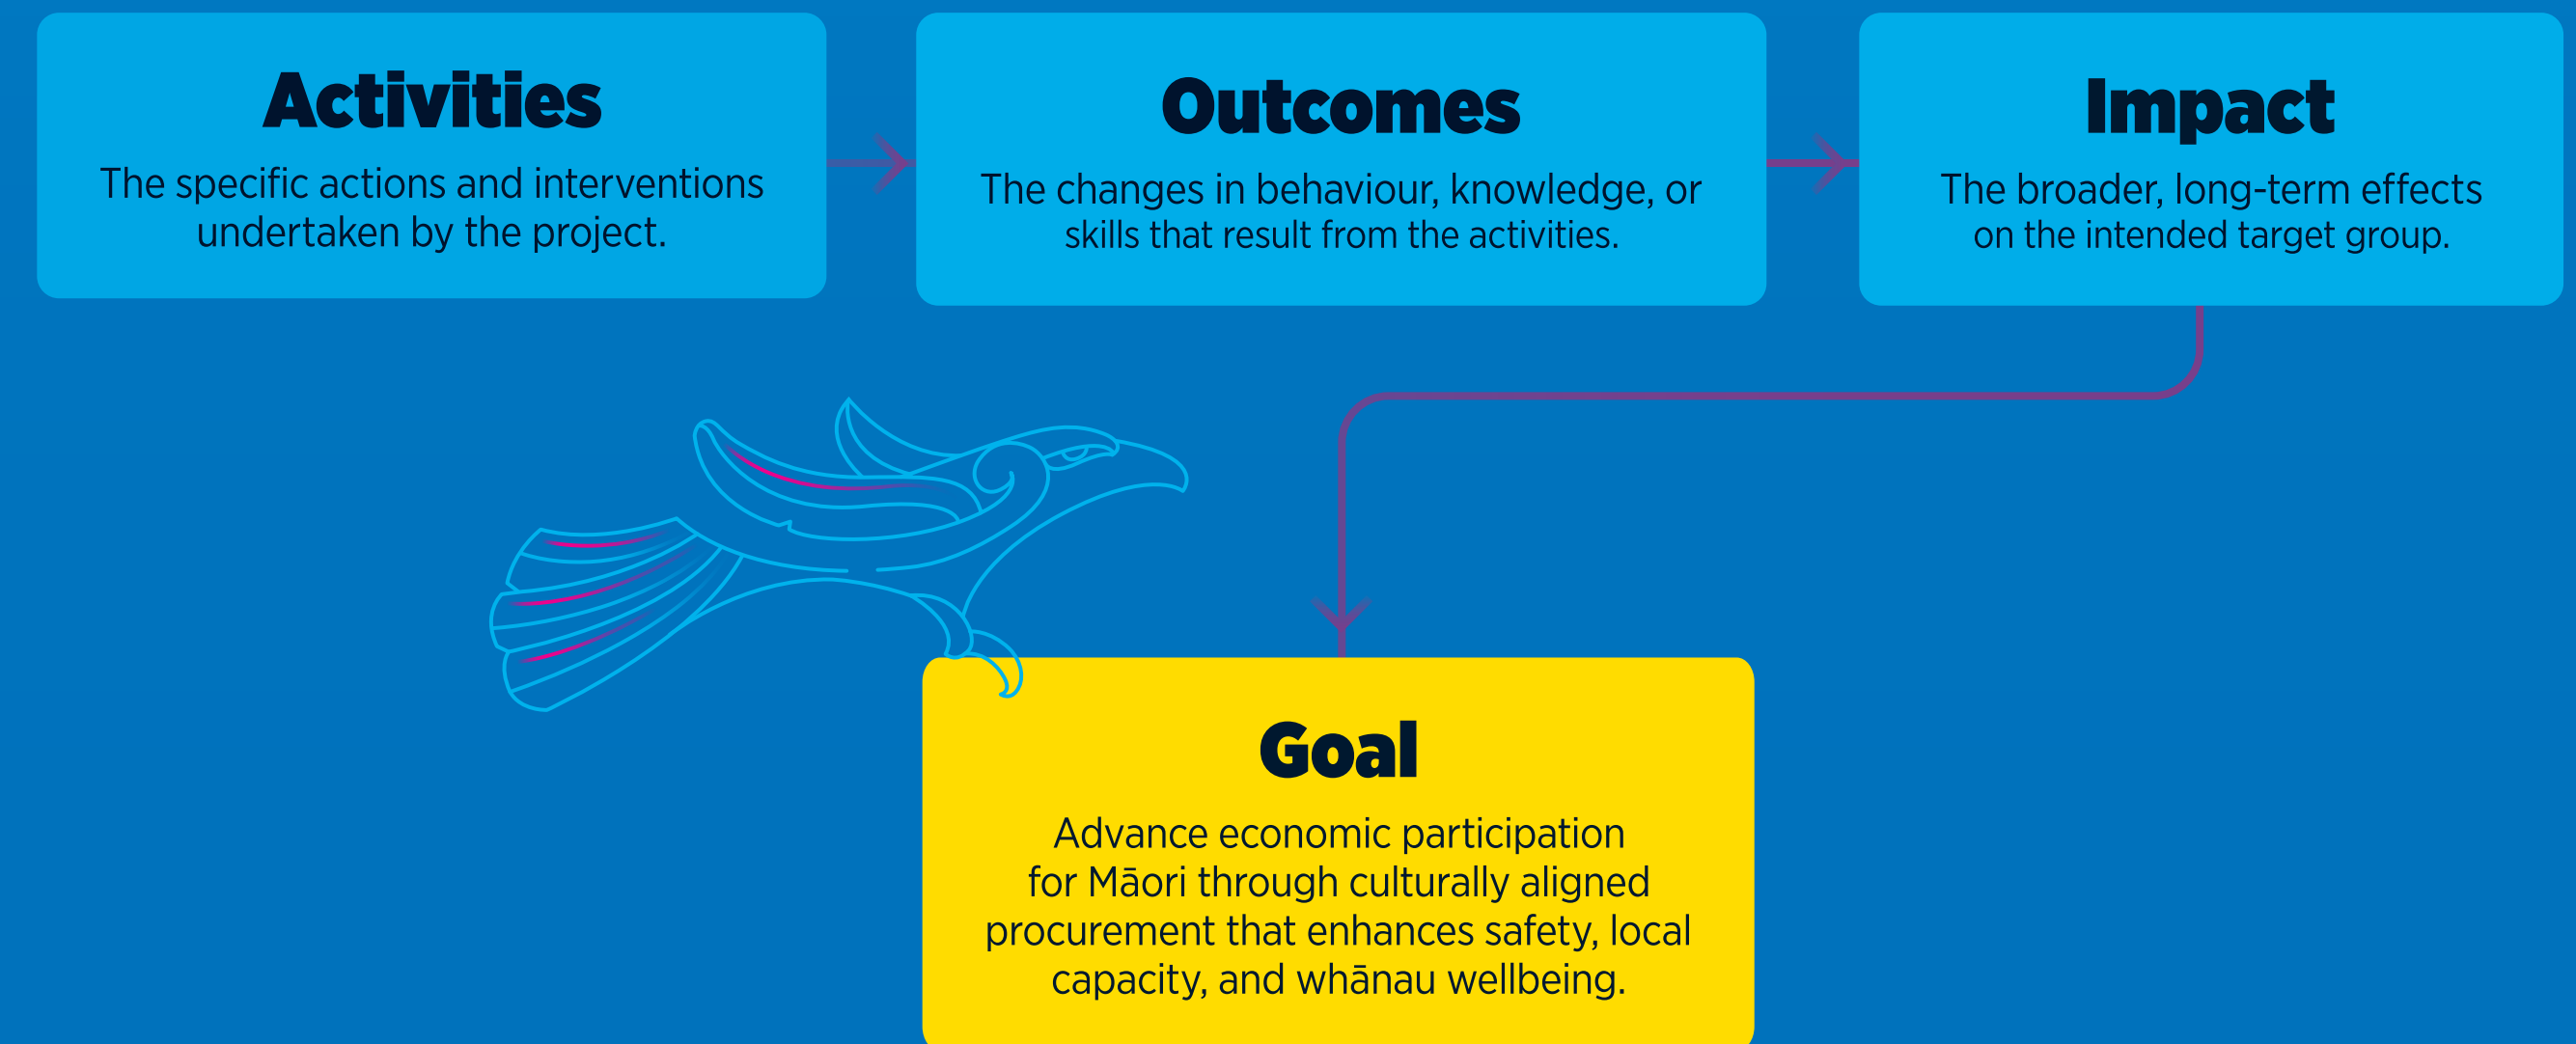 Activities
The specific actions and interventions
undertaken by the project.
Outcomes
The changes in behaviour, knowledge, or
skills that result from the activities.
Impact
The broader, long-term effects
on the intended target group.
Goal
Advance economic participation
for Māori through culturally aligned
procurement that enhances safety, local
capacity, and whānau wellbeing.